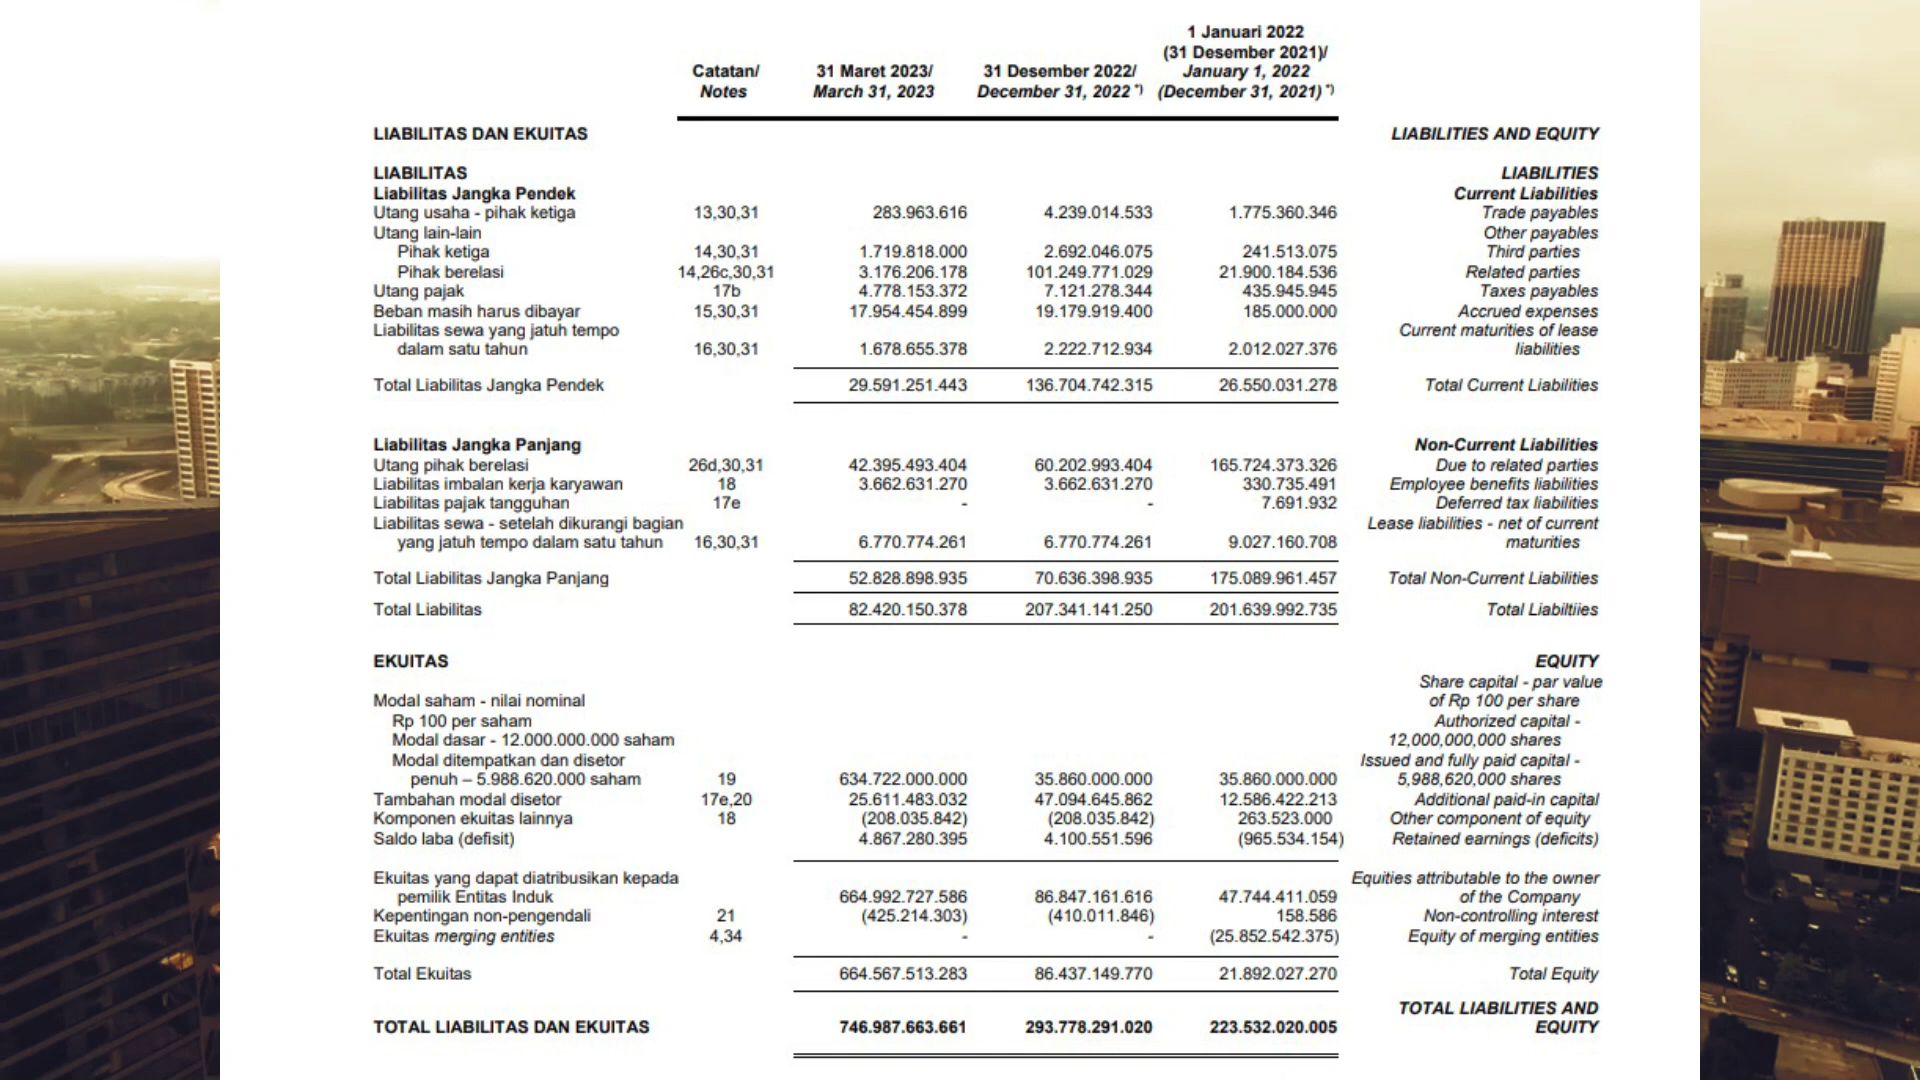 1 Januari 2022
(31 Desember 2021)/
Catatan/ 31 Maret 2023/ 31 Desember 2022/ January 1, 2022
Notes March 31, 2023 December 31, 2022 *) (December 31, 2021) *)
LIABILITAS DAN EKUITAS LIABILITIES AND EQUITY
LIABILITAS LIABILITIES
Liabilitas Jangka Pendek Current Liabilities
Utang usaha - pihak ketiga 13,30,31 283.963.616 4.239.014.533 1.775.360.346 Trade payables
Utang lain-lain Other payables
Pihak ketiga 14,30,31 1.719.818.000 2.692.046.075 241.513.075 Third parties
Pihak berelasi 14,26c,30,31 3.176.206.178 101.249.771.029 21.900.184.536 Related parties
Utang pajak 17b 4.778.153.372 7.121.278.344 435.945.945 Taxes payables
Beban masih harus dibayar 15,30,31 17.954.454.899 19.179.919.400 185.000.000 Accrued expenses
Liabilitas sewa yang jatuh tempo Current maturities of lease
dalam satu tahun 16,30,31 1.678.655.378 2.222.712.934 2.012.027.376 liabilities
Total Liabilitas Jangka Pendek 29.591.251.443 136.704.742.315 26.550.031.278 Total Current Liabilities
Liabilitas Jangka Panjang Non-Current Liabilities
Utang pihak berelasi 26d,30,31 42.395.493.404 60.202.993.404 165.724.373.326 Due to related parties
Liabilitas imbalan kerja karyawan 18 3.662.631.270 3.662.631.270 330.735.491 Employee benefits liabilities
Liabilitas pajak tangguhan 17e - - 7.691.932 Deferred tax liabilities
Liabilitas sewa - setelah dikurangi bagian Lease liabilities - net of current
yang jatuh tempo dalam satu tahun 16,30,31 6.770.774.261 6.770.774.261 9.027.160.708 maturities
Total Liabilitas Jangka Panjang 52.828.898.935 70.636.398.935 175.089.961.457 Total Non-Current Liabilities
Total Liabilitas 82.420.150.378 207.341.141.250 201.639.992.735 Total Liabiltiies
EKUITAS EQUITY
Share capital - par value
Modal saham - nilai nominal of Rp 100 per share
Rp 100 per saham Authorized capital -
Modal dasar - 12.000.000.000 saham 12,000,000,000 shares
Modal ditempatkan dan disetor Issued and fully paid capital -
penuh – 5.988.620.000 saham 19 634.722.000.000 35.860.000.000 35.860.000.000 5,988,620,000 shares
Tambahan modal disetor 17e,20 25.611.483.032 47.094.645.862 12.586.422.213 Additional paid-in capital
Komponen ekuitas lainnya 18 (208.035.842) (208.035.842) 263.523.000 Other component of equity
Saldo laba (defisit) 4.867.280.395 4.100.551.596 (965.534.154) Retained earnings (deficits)
Ekuitas yang dapat diatribusikan kepada Equities attributable to the owner
pemilik Entitas Induk 664.992.727.586 86.847.161.616 47.744.411.059 of the Company
Kepentingan non-pengendali 21 (425.214.303) (410.011.846) 158.586 Non-controlling interest
Ekuitas merging entities 4,34 - - (25.852.542.375) Equity of merging entities
Total Ekuitas 664.567.513.283 86.437.149.770 21.892.027.270 Total Equity
TOTAL LIABILITIES AND
TOTAL LIABILITAS DAN EKUITAS 746.987.663.661 293.778.291.020 223.532.020.005 EQUITY